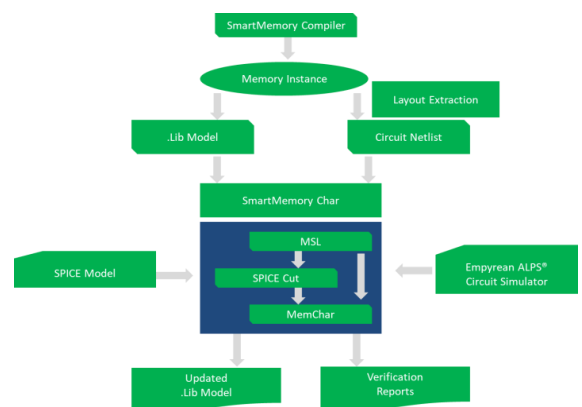 SmartMemory Compiler
Memory Instance
Layout Extraction
.Lib Model
Circuit Netlist
SmartMemory Char
MSL
SPICE Model
SPICE Cut
Empyrean ALPS®
Circuit Simulator
MemChar
Updated
.Lib Model
Verification
Reports